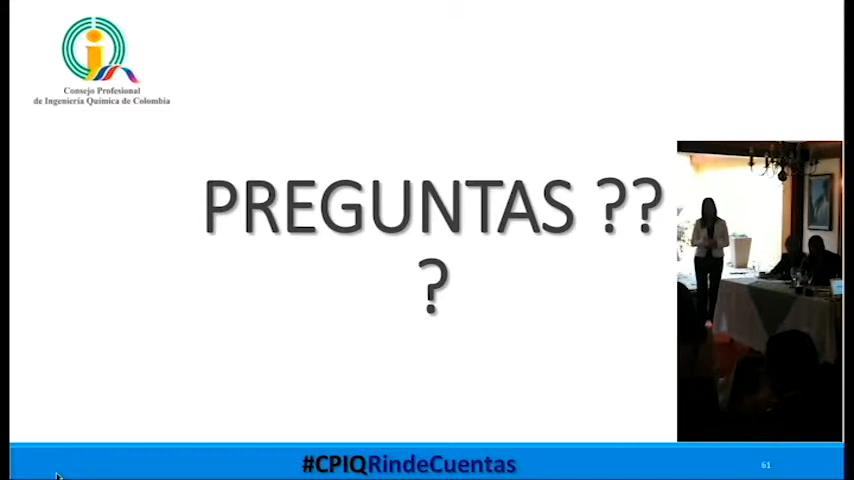 Consejo Profesional
de Ingeniería Química de Colombia
PREGUNTAS ??
?
#CPIQRindeCuentas
61